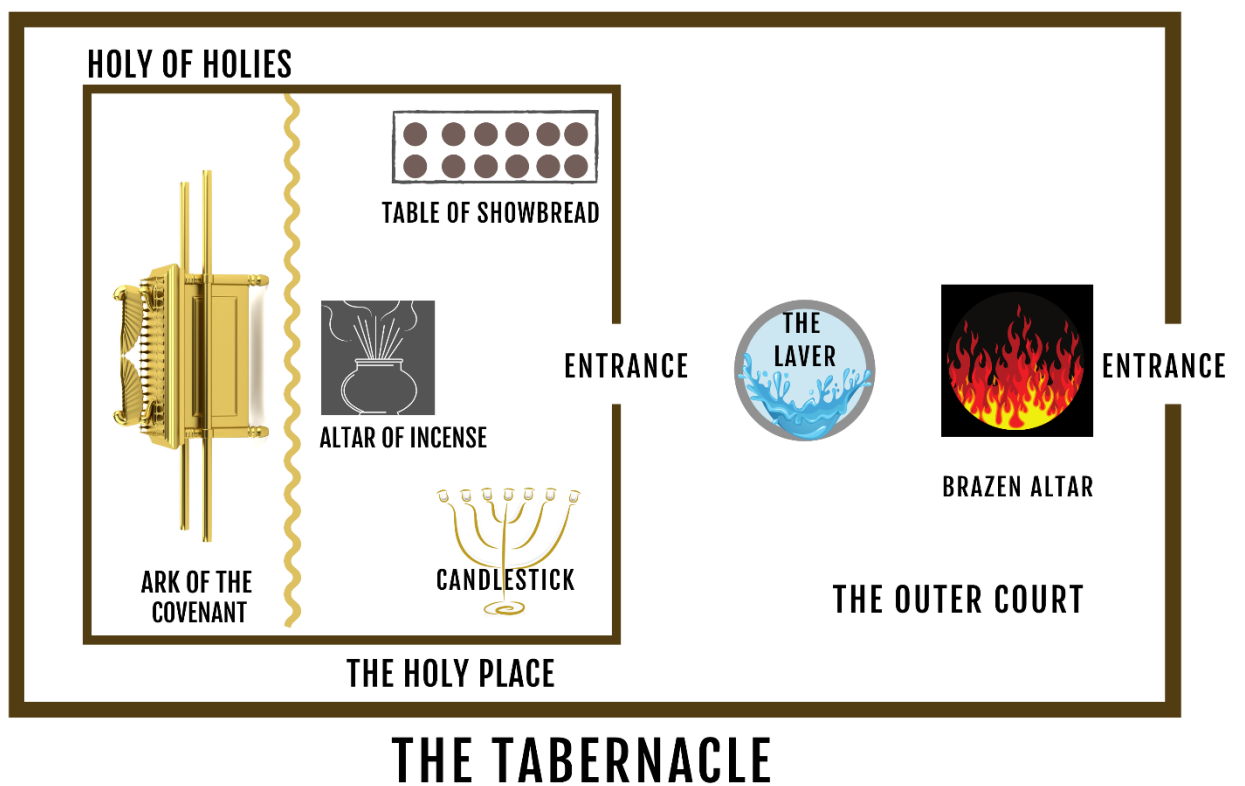 HOLY OF HOLIES
TABLE OF SHOWBREAD
THE
LAVER
ENTRANCE
ENTRANCE
ALTAR OF INCENSE
BRAZEN ALTAR
CANDLESTICK
ARK OF THE
COVENANT
THE OUTER COURT
THE HOLY PLACE
THE TABERNACLE